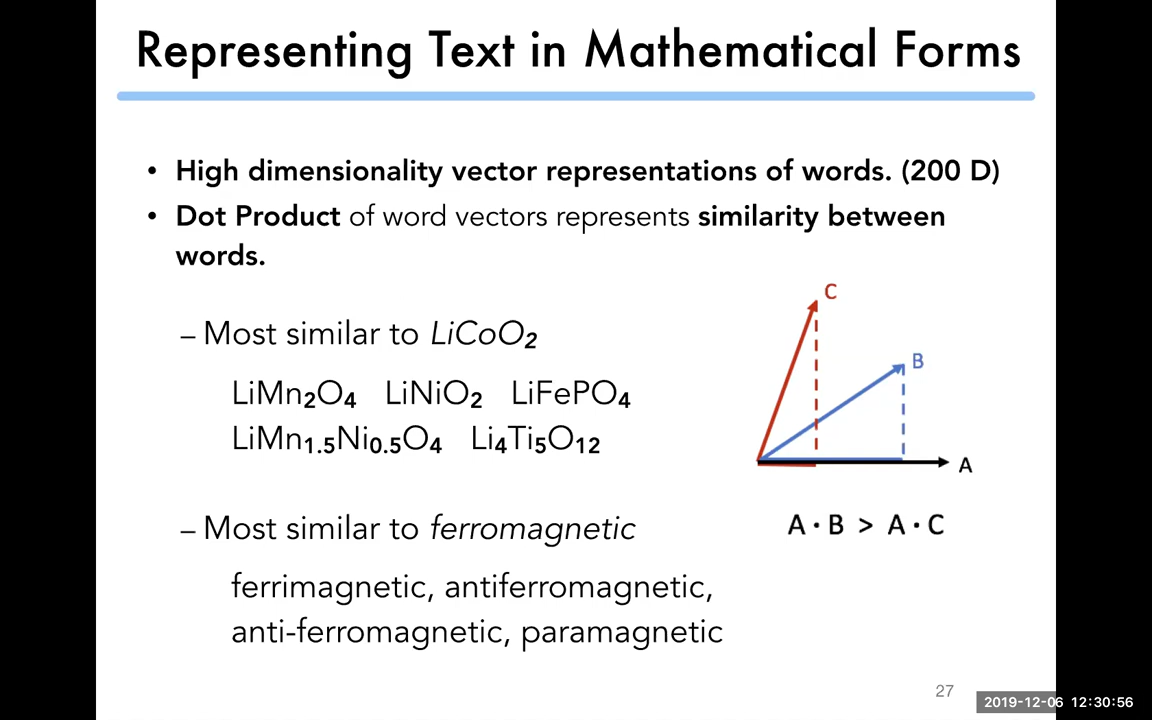 Representing Text in Mathematical Forms
• High dimensionality vector representations of words. (200 D)
• Dot Product of word vectors represents similarity between
words.
– Most similar to LiCoO₂
LiMn₂O₄ LiNiO₂ LiFePO₄
LiMn₁.₅Ni₀.₅O₄ Li₄Ti₅O₁₂
C
B
A
A · B > A · C
– Most similar to ferromagnetic
ferrimagnetic, antiferromagnetic,
anti-ferromagnetic, paramagnetic
27
2019-12-06 12:30:56